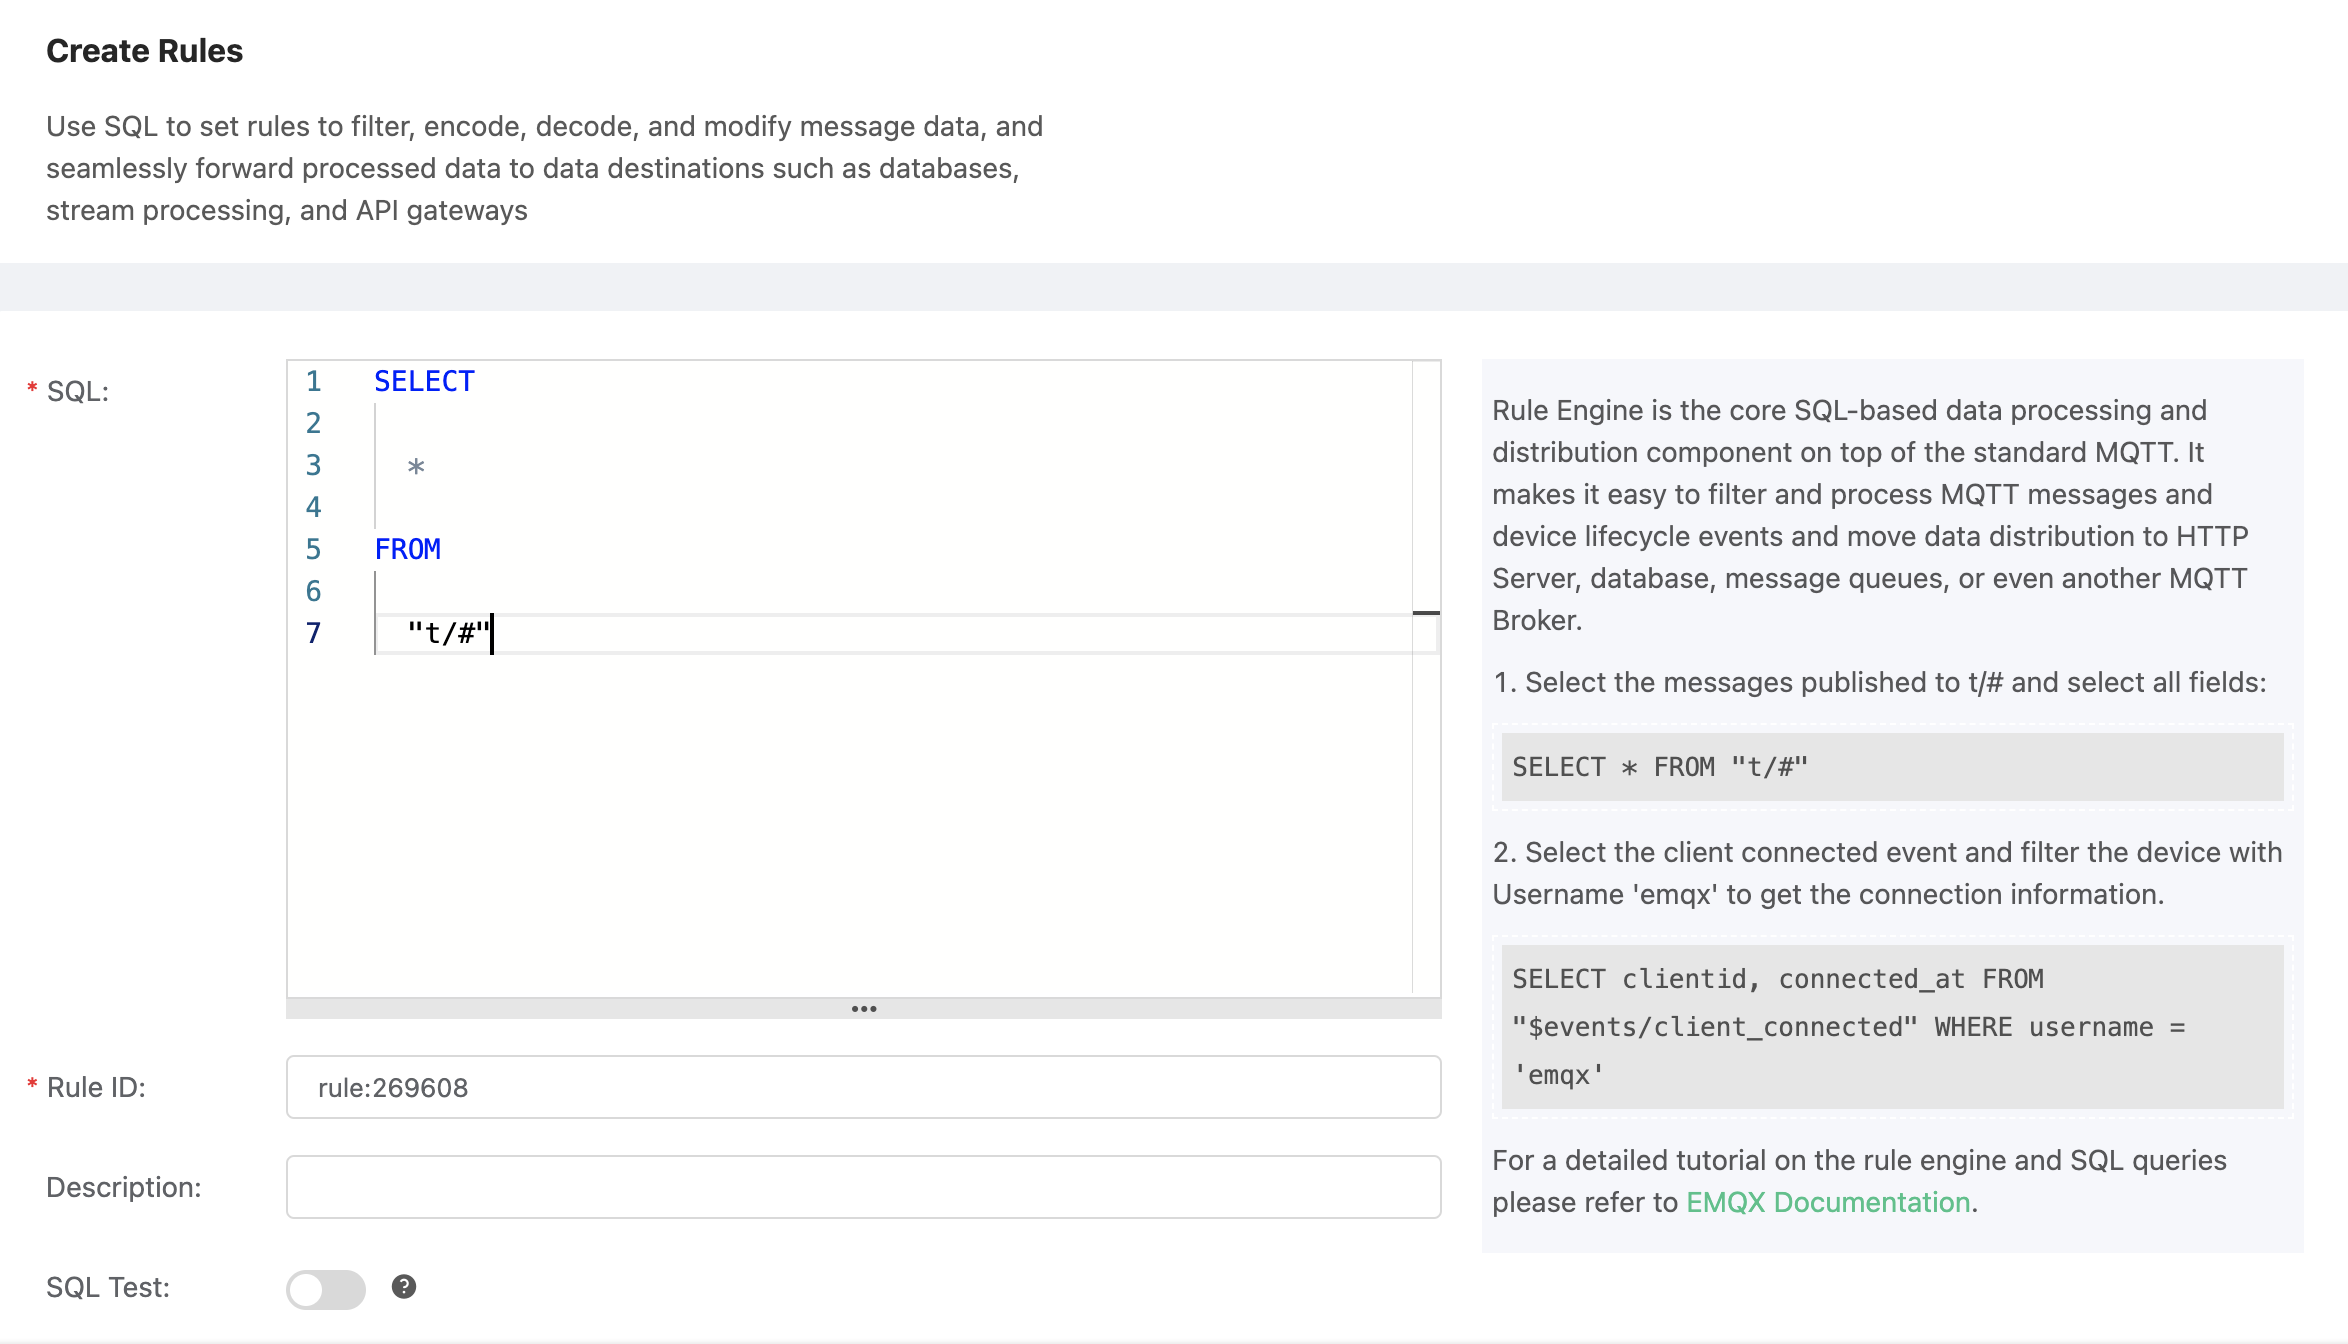 Create Rules
Use SQL to set rules to filter, encode, decode, and modify message data, and
seamlessly forward processed data to data destinations such as databases,
stream processing, and API gateways
* SQL:
1 SELECT
2
3 *
4
5 FROM
6
7 "t/#"
Rule Engine is the core SQL-based data processing and
distribution component on top of the standard MQTT. It
makes it easy to filter and process MQTT messages and
device lifecycle events and move data distribution to HTTP
Server, database, message queues, or even another MQTT
Broker.
1. Select the messages published to t/# and select all fields:
SELECT * FROM "t/#"
2. Select the client connected event and filter the device with
Username 'emqx' to get the connection information.
SELECT clientid, connected_at FROM
"$events/client_connected" WHERE username =
'emqx'
For a detailed tutorial on the rule engine and SQL queries
please refer to EMQX Documentation.
* Rule ID:
rule:269608
Description:
SQL Test:
?